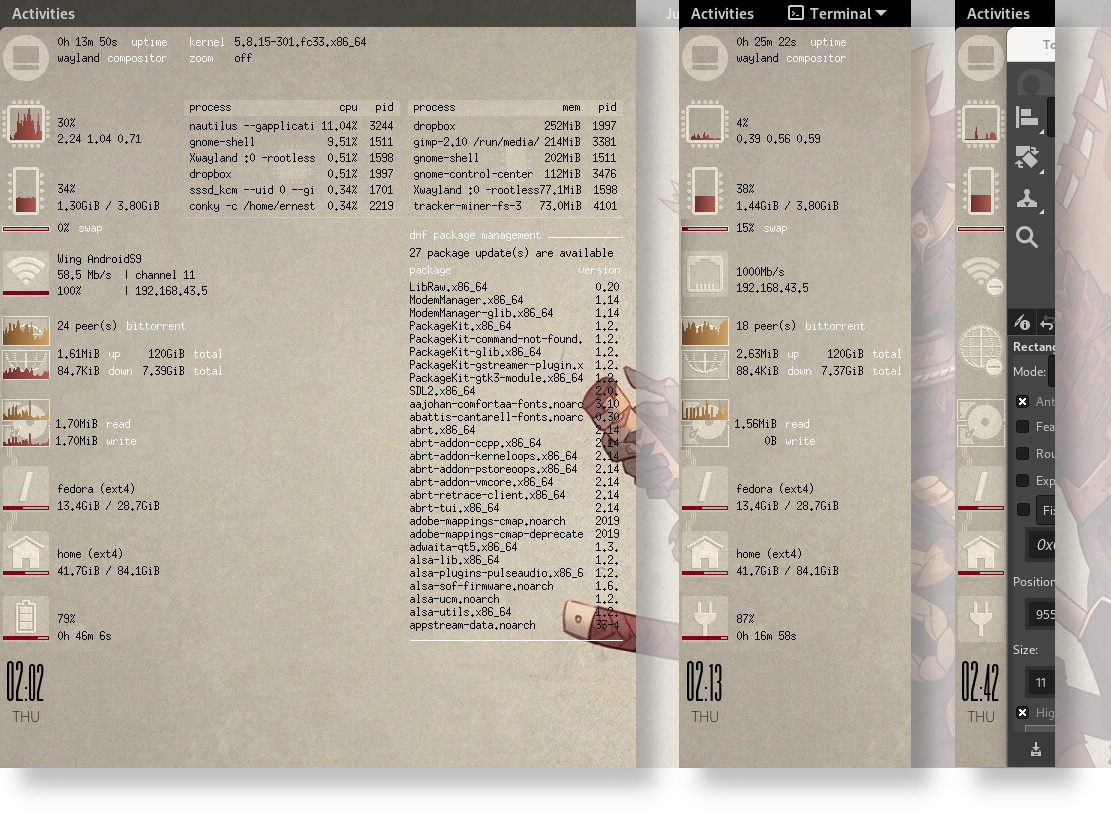 Activities
0h 13m 50s uptime kernel 5.8.15-301.fc33.x86_64
wayland compositor zoom off
process cpu pid process mem pid
30%
2.24 1.04 0.71
nautilus --gapplicati 11.04% 3244 dropbox 252MiB 1997
gnome-shell 9.51% 1511 gimp-2.10 /run/media/ 214MiB 3381
Xwayland :0 -rootless 0.51% 1598 gnome-shell 202MiB 1511
dropbox 0.51% 1997 gnome-control-center 112MiB 3476
sssd_kcm --uid 0 --gi 0.34% 1701 Xwayland :0 -rootless 77.1MiB 1598
conky -c /home/ernest 0.34% 2219 tracker-miner-fs-3 73.0MiB 4101
34%
1.30GiB / 3.80GiB
0% swap
Wing AndroidS9
58.5 Mb/s | channel 11
100% | 192.168.43.5
24 peer(s) bittorrent
1.61MiB up 120GiB total
84.7KiB down 7.39GiB total
1.70MiB read
1.70MiB write
fedora (ext4)
13.4GiB / 28.7GiB
home (ext4)
41.7GiB / 84.1GiB
79%
0h 46m 6s
02:02
THU
dnf package management
27 package update(s) are available
package version
LibRaw.x86_64 0.20
ModemManager.x86_64 1.14
ModemManager-glib.x86_64 1.14
PackageKit.x86_64 1.2.
PackageKit-command-not-found. 1.2.
PackageKit-glib.x86_64 1.2.
PackageKit-gstreamer-plugin.x 1.2.
PackageKit-gtk3-module.x86_64 1.2.
SDL2.x86_64 2.0.
aajohan-comfortaa-fonts.noarc 3.10
abattis-cantarell-fonts.noarc 0.30
abrt.x86_64 2.14
abrt-addon-ccpp.x86_64 2.14
abrt-addon-kerneloops.x86_64 2.14
abrt-addon-pstoreoops.x86_64 2.14
abrt-addon-vmcore.x86_64 2.14
abrt-retrace-client.x86_64 2.14
abrt-tui.x86_64 2.14
adobe-mappings-cmap.noarch 2019
adobe-mappings-cmap-deprecate 2019
adwaita-qt5.x86_64 1.3.
alsa-lib.x86_64 1.2.
alsa-plugins-pulseaudio.x86_6 1.2.
alsa-sof-firmware.noarch 1.6.
alsa-ucm.noarch 1.2.
alsa-utils.x86_64 1.2.
appstream-data.noarch 33-4
Ju
Activities Terminal
0h 25m 22s uptime
wayland compositor
4%
0.39 0.56 0.59
38%
1.44GiB / 3.80GiB
15% swap
1000Mb/s
192.168.43.5
18 peer(s) bittorrent
2.63MiB up 120GiB total
88.4KiB down 7.37GiB total
1.56MiB read
0B write
fedora (ext4)
13.4GiB / 28.7GiB
home (ext4)
41.7GiB / 84.1GiB
87%
0h 16m 58s
02:13
THU
Activities
To
Rectang
Mode:
Ant
Fea
Rou
Exp
Fix
0x
Position
955
Size:
11
Hig
02:42
THU